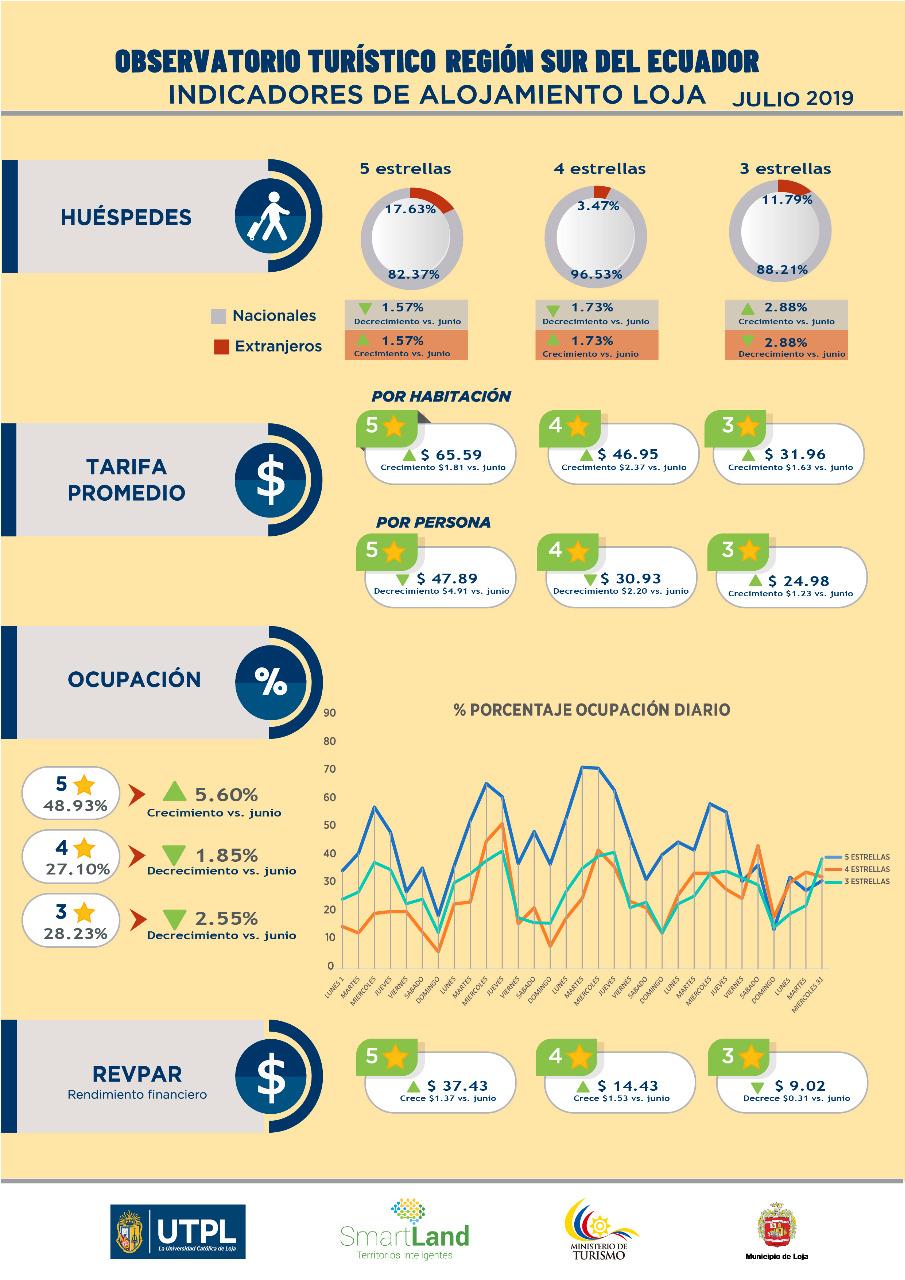 OBSERVATORIO TURÍSTICO REGIÓN SUR DEL ECUADOR
INDICADORES DE ALOJAMIENTO LOJA JULIO 2019
HUÉSPEDES
5 estrellas
17.63%
82.37%
4 estrellas
3.47%
96.53%
3 estrellas
11.79%
88.21%
Nacionales
Extranjeros
1.57%
Decrecimiento vs. junio
1.57%
Crecimiento vs. junio
1.73%
Decrecimiento vs. junio
1.73%
Crecimiento vs. junio
2.88%
Crecimiento vs. junio
2.88%
Decrecimiento vs. junio
TARIFA
PROMEDIO
POR HABITACIÓN
5
$ 65.59
Crecimiento $1.81 vs. junio
4
$ 46.95
Crecimiento $2.37 vs. junio
3
$ 31.96
Crecimiento $1.63 vs. junio
POR PERSONA
5
$ 47.89
Decrecimiento $4.91 vs. junio
4
$ 30.93
Decrecimiento $2.20 vs. junio
3
$ 24.98
Crecimiento $1.23 vs. junio
$
OCUPACIÓN
%
5
48.93%
5.60%
Crecimiento vs. junio
4
27.10%
1.85%
Decrecimiento vs. junio
3
28.23%
2.55%
Decrecimiento vs. junio
% PORCENTAJE OCUPACIÓN DIARIO
90
80
70
60
50
40
30
20
10
0
LUNES 1
MARTES
MIERCOLES
JUEVES
VIERNES
SABADO
DOMINGO
LUNES
MARTES
MIERCOLES
JUEVES
VIERNES
SABADO
DOMINGO
LUNES
MARTES
MIERCOLES
JUEVES
VIERNES
SABADO
DOMINGO
LUNES
MARTES
MIERCOLES
JUEVES
VIERNES
SABADO
DOMINGO
LUNES
MARTES
MIERCOLES 31
5 ESTRELLAS
4 ESTRELLAS
3 ESTRELLAS
REVPAR
Rendimiento financiero
$
5
$ 37.43
Crece $1.37 vs. junio
4
$ 14.43
Crece $1.53 vs. junio
3
$ 9.02
Decrece $0.31 vs. junio
UTPL
La Universidad Católica de Loja
SmartLand
Territorios inteligentes
MINISTERIO DE
TURISMO
Municipio de Loja